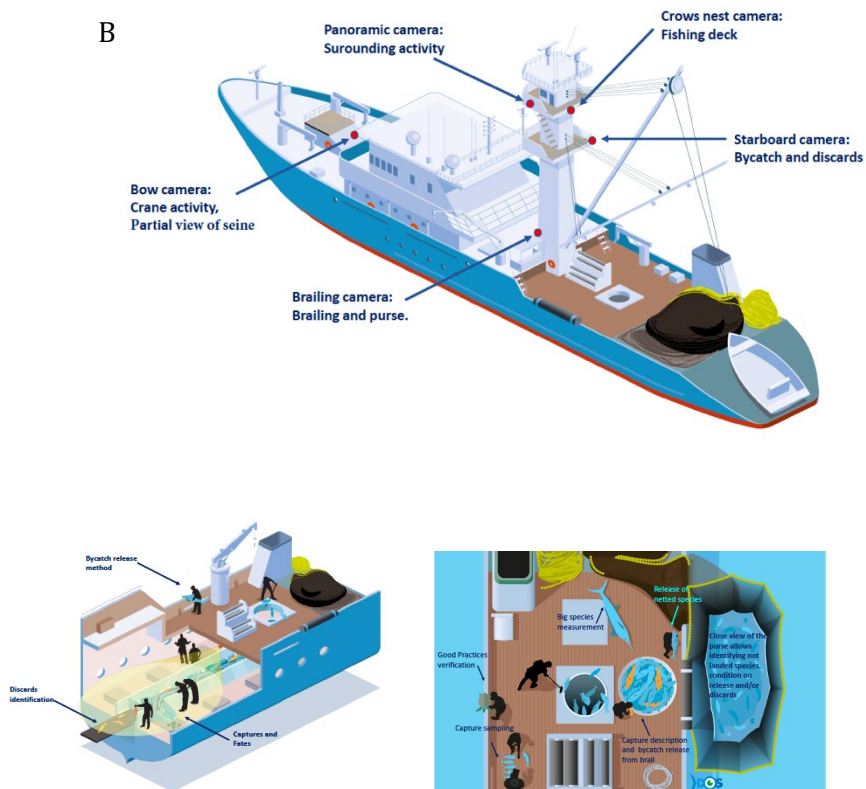 B
Panoramic camera:
Surounding activity
Crows nest camera:
Fishing deck
Starboard camera:
Bycatch and discards
Bow camera:
Crane activity,
Partial view of seine
Brailing camera:
Brailing and purse.
Bycatch release
method
Discards
identification
Captures and
Fates
Release of
netted species
Big species
measurement
Close view of the
purse allows
identifying not
landed species,
condition on
release and/or
discards
Good Practices
verification
Capture sampling
Capture description
and bycatch release
from brail
DOS